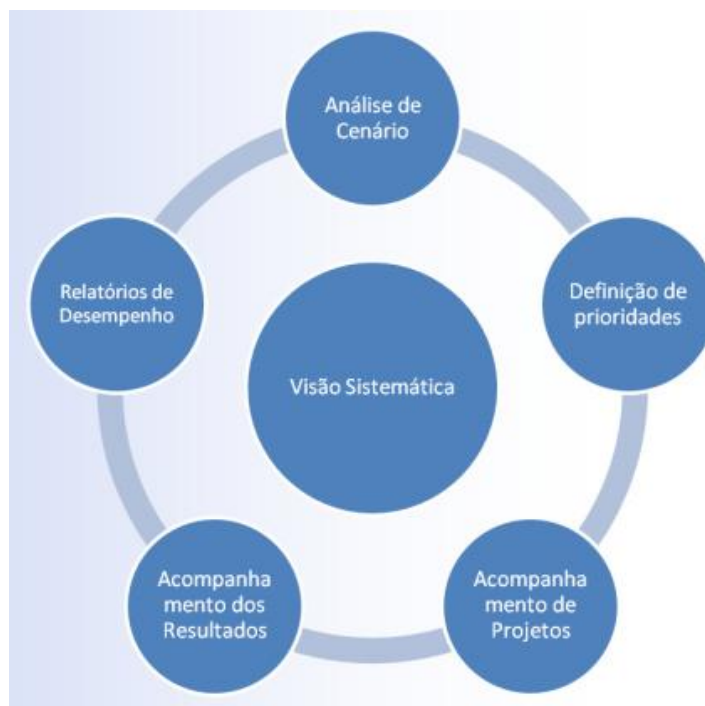 Análise de
Cenário
Definição de
prioridades
Acompanha
mento de
Projetos
Acompanha
mento dos
Resultados
Relatórios de
Desempenho
Visão Sistemática